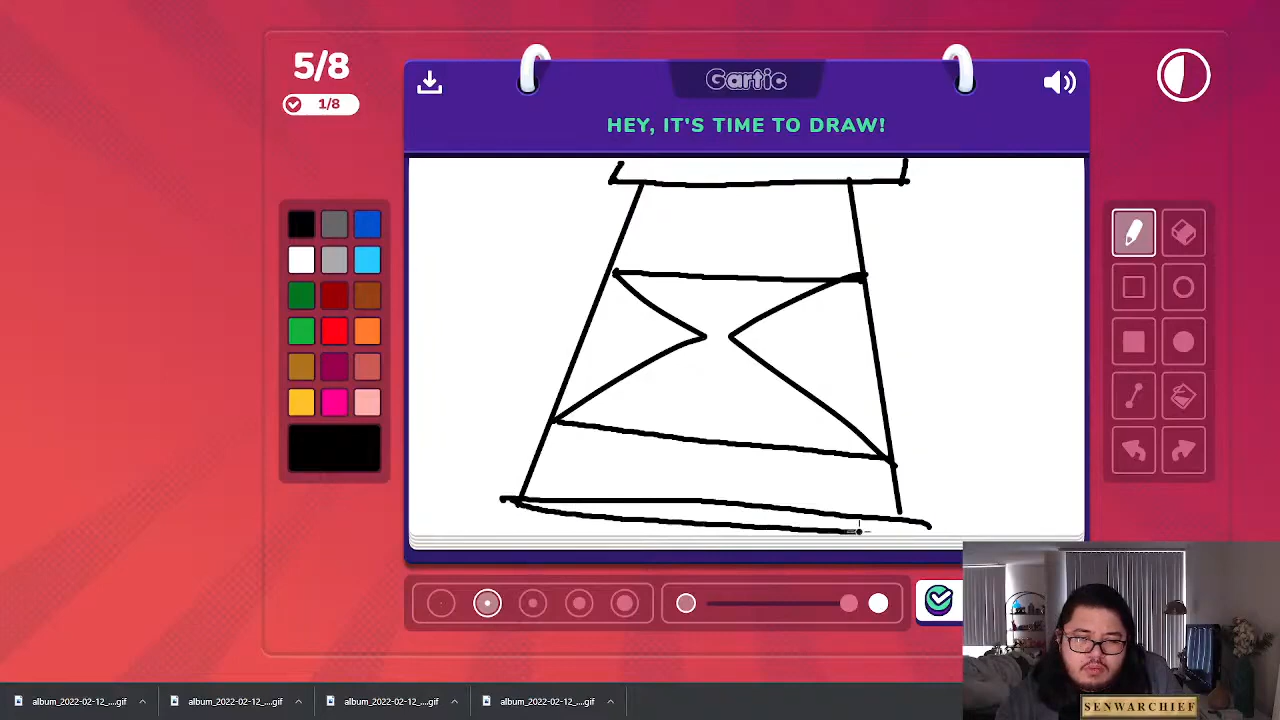 5/8
1/8
Gartic
HEY, IT'S TIME TO DRAW!
album_2022-02-12_....gif
album_2022-02-12_....gif
album_2022-02-12_....gif
album_2022-02-12_....gif
SENWARCHIEF